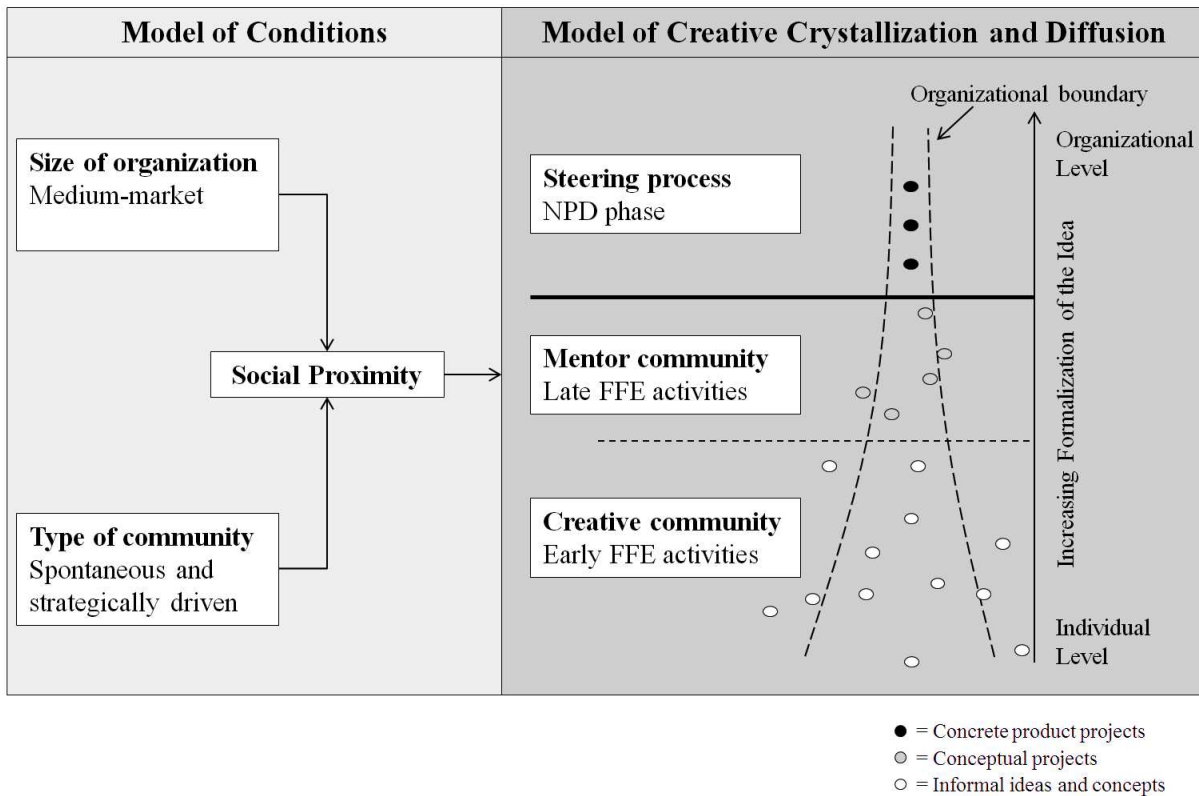 Model of Conditions
Model of Creative Crystallization and Diffusion
Size of organization
Medium-market
Social Proximity
Type of community
Spontaneous and
strategically driven
Organizational boundary
Organizational
Level
Steering process
NPD phase
Mentor community
Late FFE activities
Creative community
Early FFE activities
Increasing Formalization of the Idea
Individual
Level
= Concrete product projects
= Conceptual projects
= Informal ideas and concepts